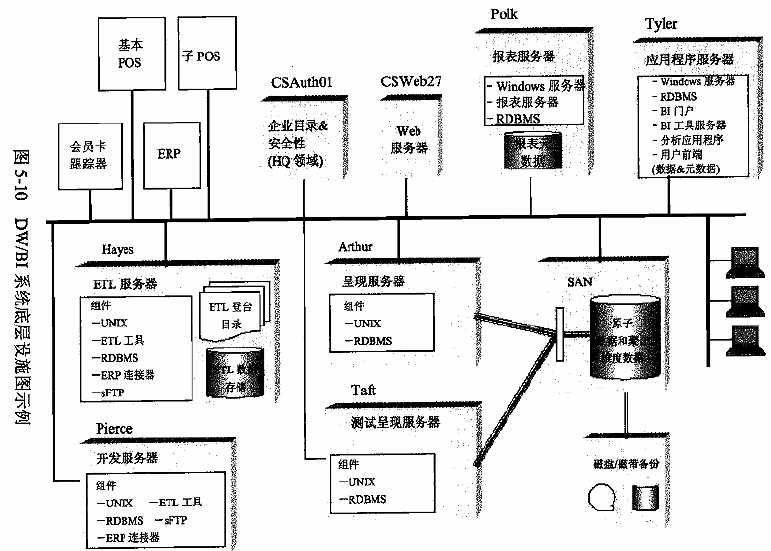 基本
POS
子 POS
会员卡
跟踪器
ERP
CSAuth01
企业目录&
安全性
(HQ 领域)
CSWeb27
Web
服务器
Polk
报表服务器
- Windows 服务器
- 报表服务器
- RDBMS
报表元
数据
Tyler
应用程序服务器
- Windows 服务器
- RDBMS
- BI 门户
- BI 工具服务器
- 分析应用程序
- 用户前端
(数据&元数据)
Hayes
ETL 服务器
组件
－UNIX
－ETL 工具
－RDBMS
－ERP 连接器
－sFTP
ETL 登台
目录
ETL 数据
存储
Arthur
呈现服务器
组件
－UNIX
－RDBMS
SAN
原子
数据和聚合
维度数据
Taft
测试呈现服务器
组件
－UNIX
－RDBMS
磁盘/磁带备份
Pierce
开发服务器
组件
－UNIX －ETL 工具
－RDBMS －sFTP
－ERP 连接器
图 5-10 DW/BI 系统底层设施图示例